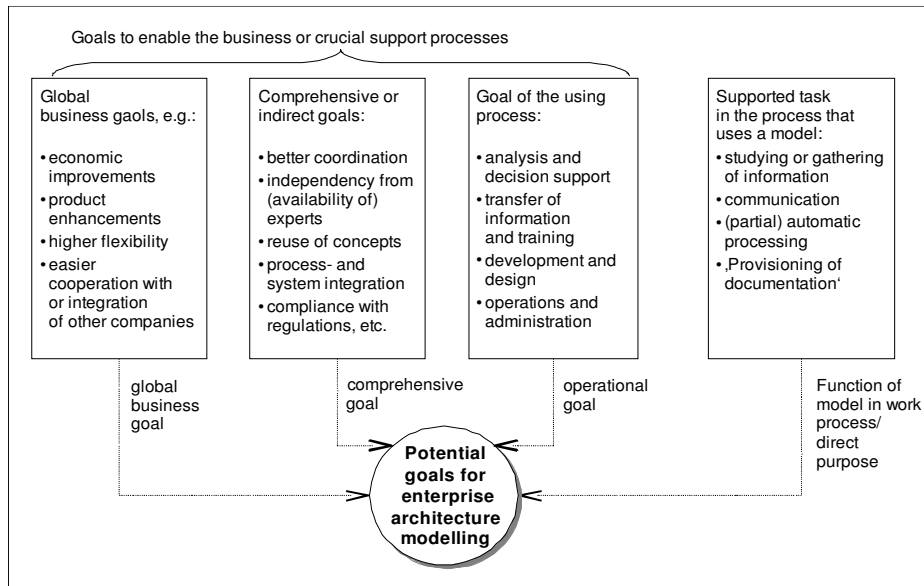 Goals to enable the business or crucial support processes
Global
business gaols, e.g.:
• economic
improvements
• product
enhancements
• higher flexibility
• easier
cooperation with
or integration
of other companies
Comprehensive or
indirect goals:
• better coordination
• independency from
(availability of)
experts
• reuse of concepts
• process- and
system integration
• compliance with
regulations, etc.
Goal of the using
process:
• analysis and
decision support
• transfer of
information
and training
• development and
design
• operations and
administration
Supported task
in the process that
uses a model:
• studying or gathering
of information
• communication
• (partial) automatic
processing
• ‚Provisioning of
documentation‘
global
business
goal
comprehensive
goal
operational
goal
Function of
model in work
process/
direct
purpose
Potential
goals for
enterprise
architecture
modelling